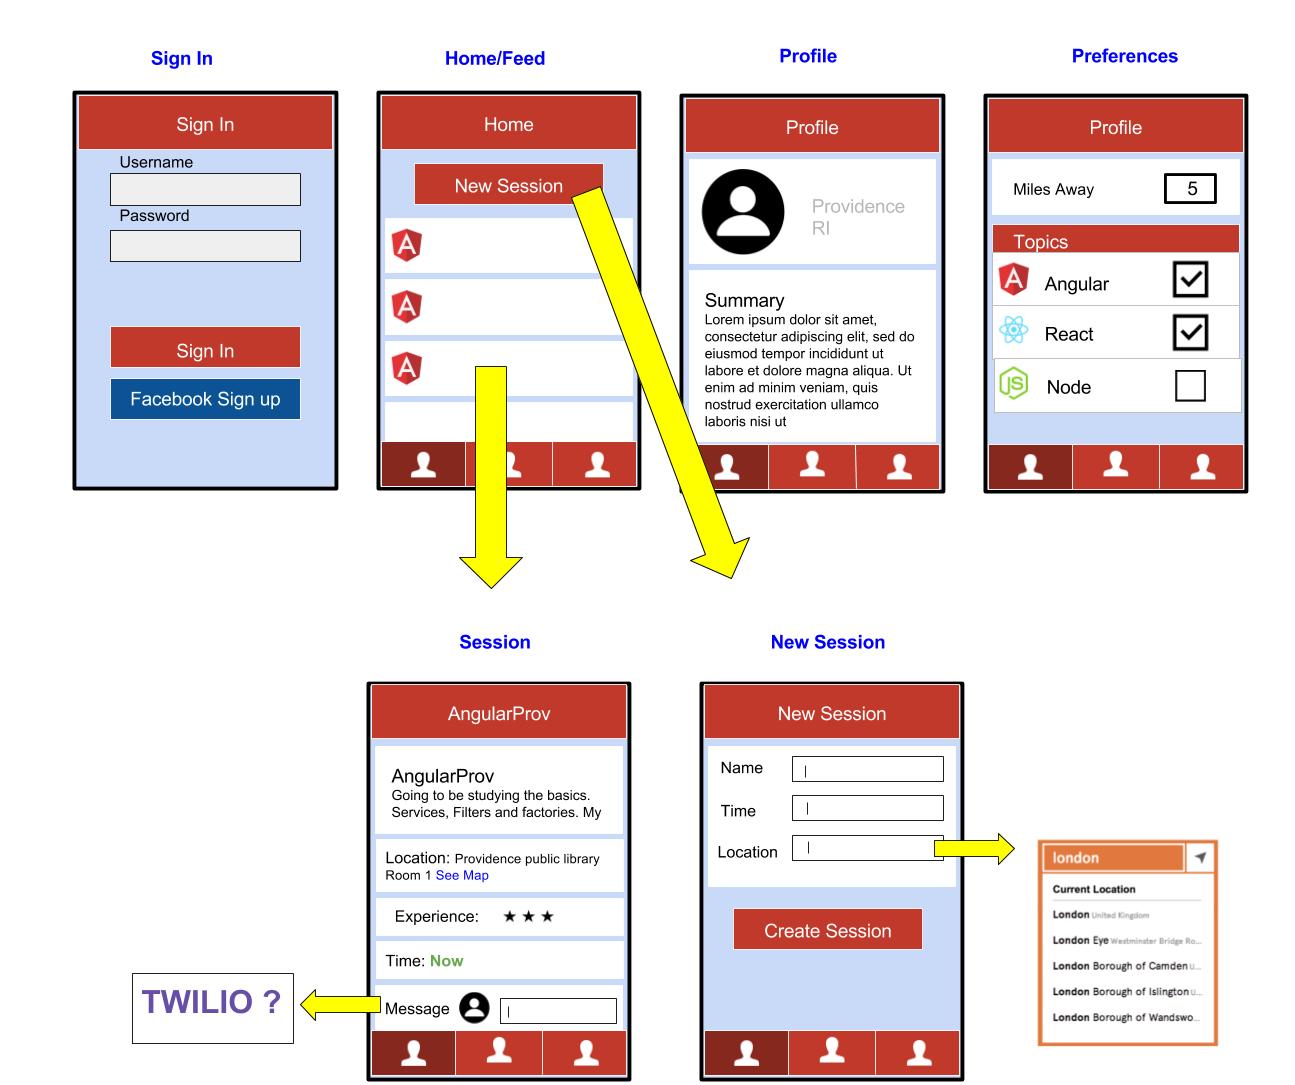 Sign In
Home/Feed
Profile
Preferences
Sign In
Username
Password
Sign In
Facebook Sign up
Home
New Session
A
A
A
Profile
Providence
RI
Summary
Lorem ipsum dolor sit amet,
consectetur adipiscing elit, sed do
eiusmod tempor incididunt ut
labore et dolore magna aliqua. Ut
enim ad minim veniam, quis
nostrud exercitation ullamco
laboris nisi ut
Profile
Miles Away 5
Topics
A Angular
React
JS Node
Session
New Session
AngularProv
AngularProv
Going to be studying the basics.
Services, Filters and factories. My
Location: Providence public library
Room 1 See Map
Experience: ★ ★ ★
Time: Now
Message
TWILIO ?
New Session
Name
Time
Location
Create Session
london
Current Location
London United Kingdom
London Eye Westminster Bridge Ro...
London Borough of Camden u...
London Borough of Islington u...
London Borough of Wandswo...